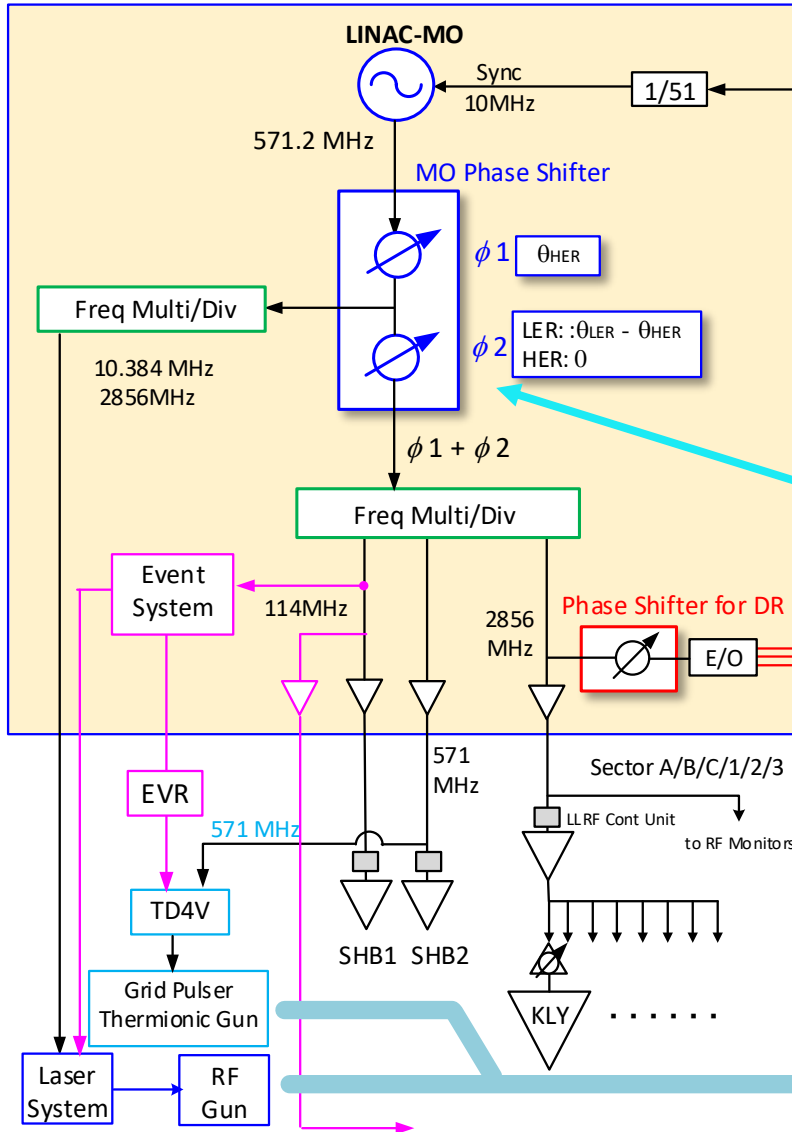 LINAC-MO
Sync
10MHz
1/51
571.2 MHz
MO Phase Shifter
ϕ1
θHER
Freq Multi/Div
ϕ2
LER: :θLER - θHER
HER: 0
10.384 MHz
2856MHz
ϕ1 + ϕ2
Freq Multi/Div
Event
System
114MHz
2856
MHz
Phase Shifter for DR
E/O
571
MHz
Sector A/B/C/1/2/3
EVR
LLRF Cont Unit
571 MHz
to RF Monitors
TD4V
SHB1
SHB2
Grid Pulser
Thermionic Gun
KLY
· · · · · ·
Laser
System
RF
Gun